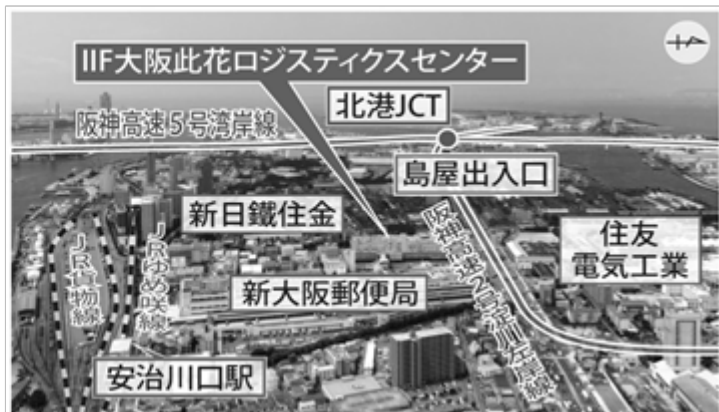 IIF大阪此花ロジスティクスセンター
北港JCT
阪神高速5号湾岸線
島屋出入口
新日鐵住金
阪神高速2号淀川左岸線
住友
電気工業
JR貨物線
JRゆめ咲線
新大阪郵便局
安治川口駅